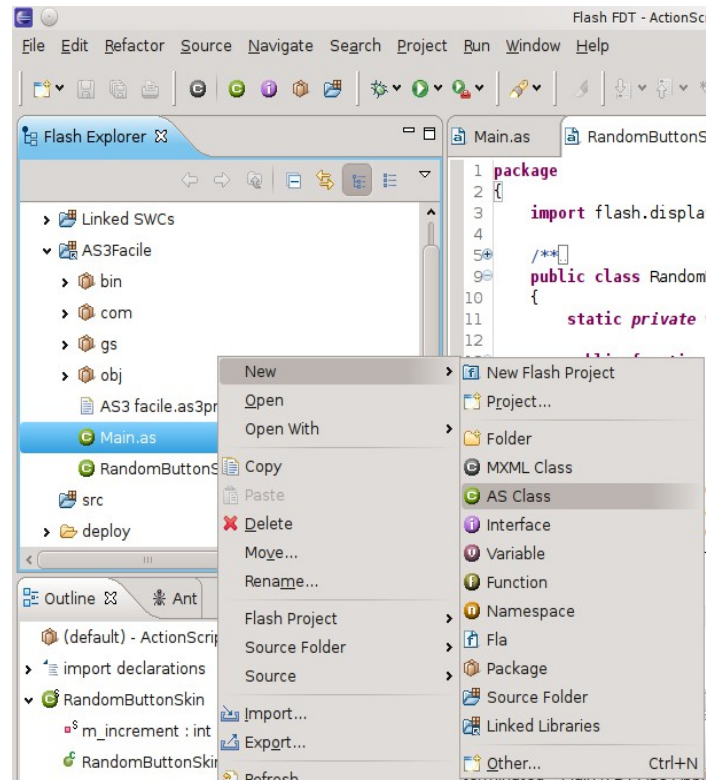 Flash FDT - ActionSc
File Edit Refactor Source Navigate Search Project Run Window Help
Flash Explorer
Main.as
RandomButtonS
Linked SWCs
AS3Facile
bin
com
gs
obj
AS3 facile.as3pr
Main.as
RandomButtonS
src
deploy
1 package
2 {
3 import flash.displa
4
5 /**
9 public class Random
10 {
11 static private
12
New
Open
Open With
Copy
Paste
Delete
Move...
Rename...
Flash Project
Source Folder
Source
Import...
Export...
Refresh
New Flash Project
Project...
Folder
MXML Class
AS Class
Interface
Variable
Function
Namespace
Fla
Package
Source Folder
Linked Libraries
Other... Ctrl+N
Outline
Ant
(default) - ActionScrip
import declarations
RandomButtonSkin
m_increment : int
RandomButtonSkin